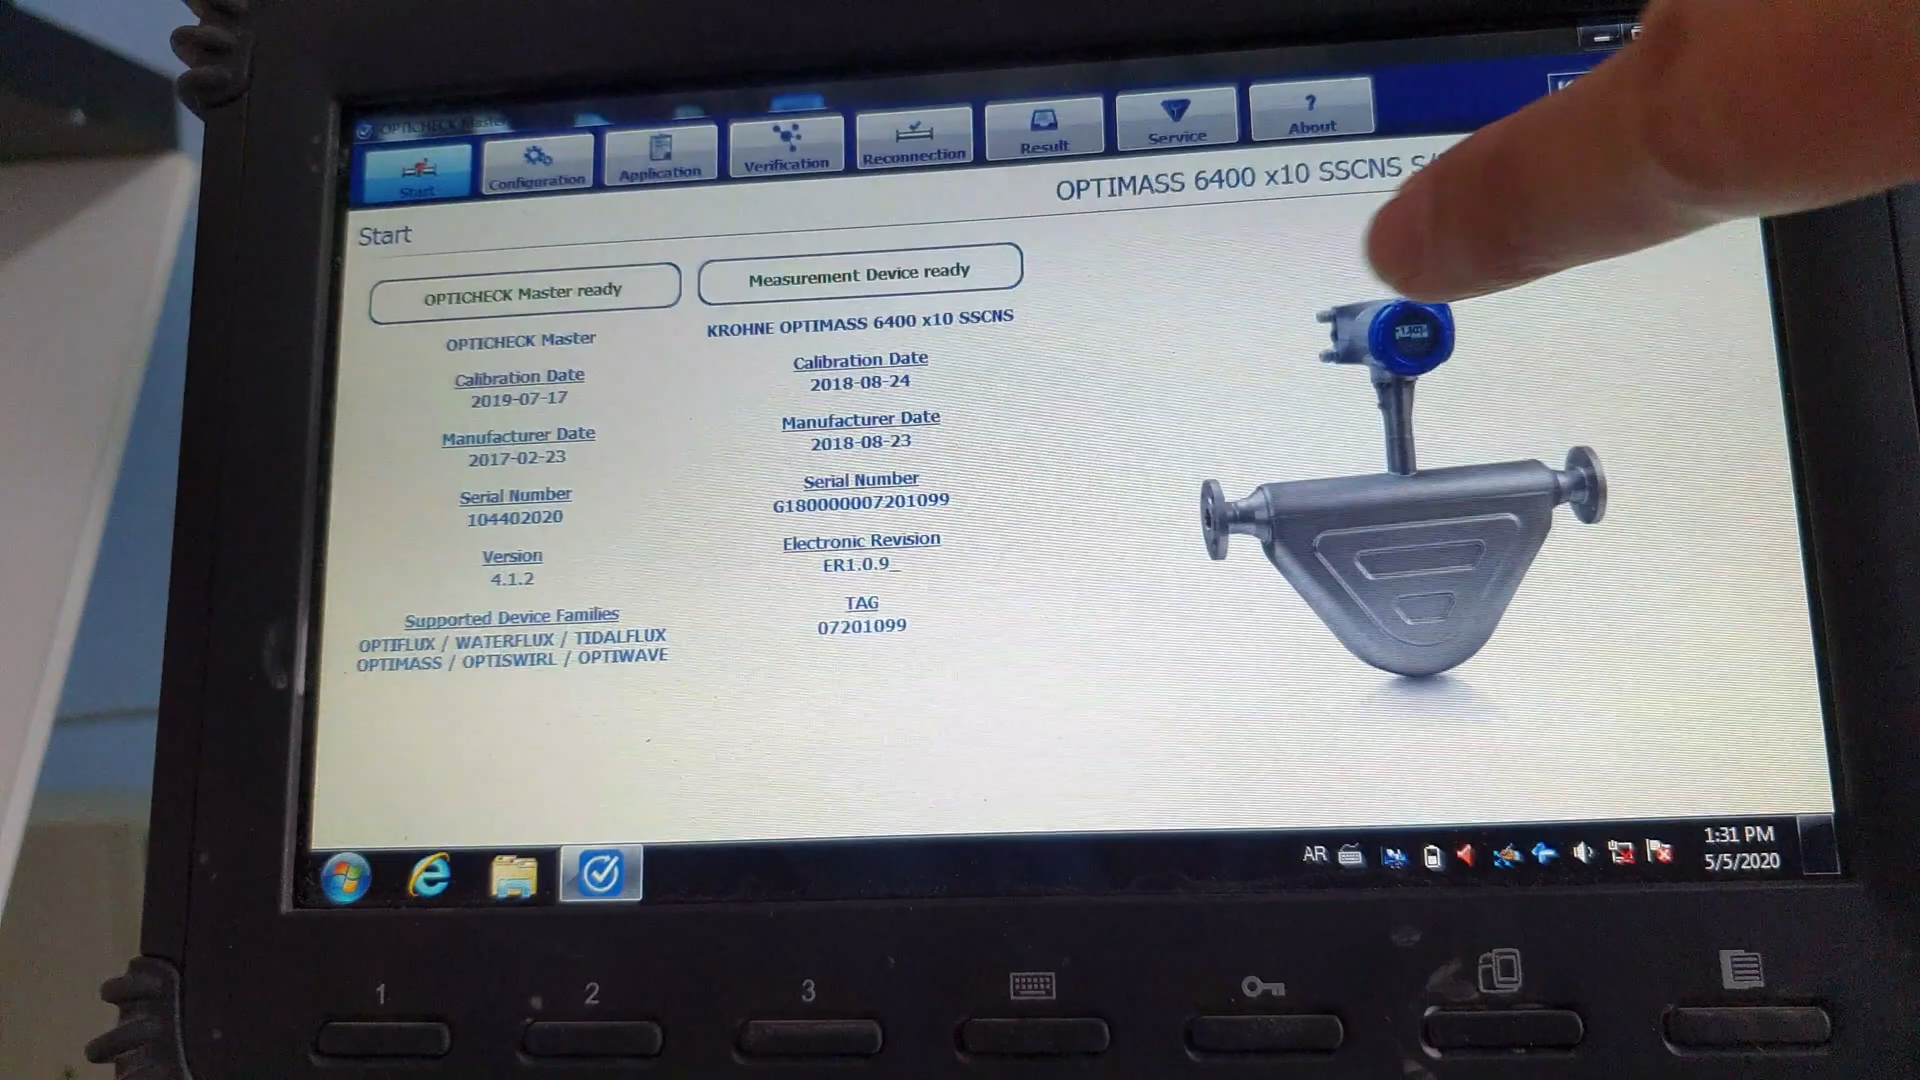 OPTICHECK Master
Start
Configuration
Application
Verification
Reconnection
Result
Service
?
About
OPTIMASS 6400 x10 SSCNS
Start
OPTICHECK Master ready
OPTICHECK Master
Calibration Date
2019-07-17
Manufacturer Date
2017-02-23
Serial Number
104402020
Version
4.1.2
Supported Device Families
OPTIFLUX / WATERFLUX / TIDALFLUX
OPTIMASS / OPTISWIRL / OPTIWAVE
Measurement Device ready
KROHNE OPTIMASS 6400 x10 SSCNS
Calibration Date
2018-08-24
Manufacturer Date
2018-08-23
Serial Number
G180000007201099
Electronic Revision
ER1.0.9_
TAG
07201099
AR
1:31 PM
5/5/2020
1
2
3